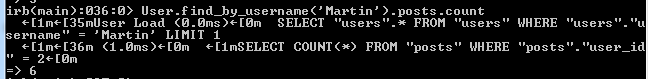 irb(main):036:0> User.find_by_username('Martin').posts.count
←[1m←[35mUser Load (0.0ms)←[0m  SELECT "users".* FROM "users" WHERE "users"."u
sername" = 'Martin' LIMIT 1
←[1m←[36m (1.0ms)←[0m  ←[1mSELECT COUNT(*) FROM "posts" WHERE "posts"."user_id
" = 2←[0m
=> 6